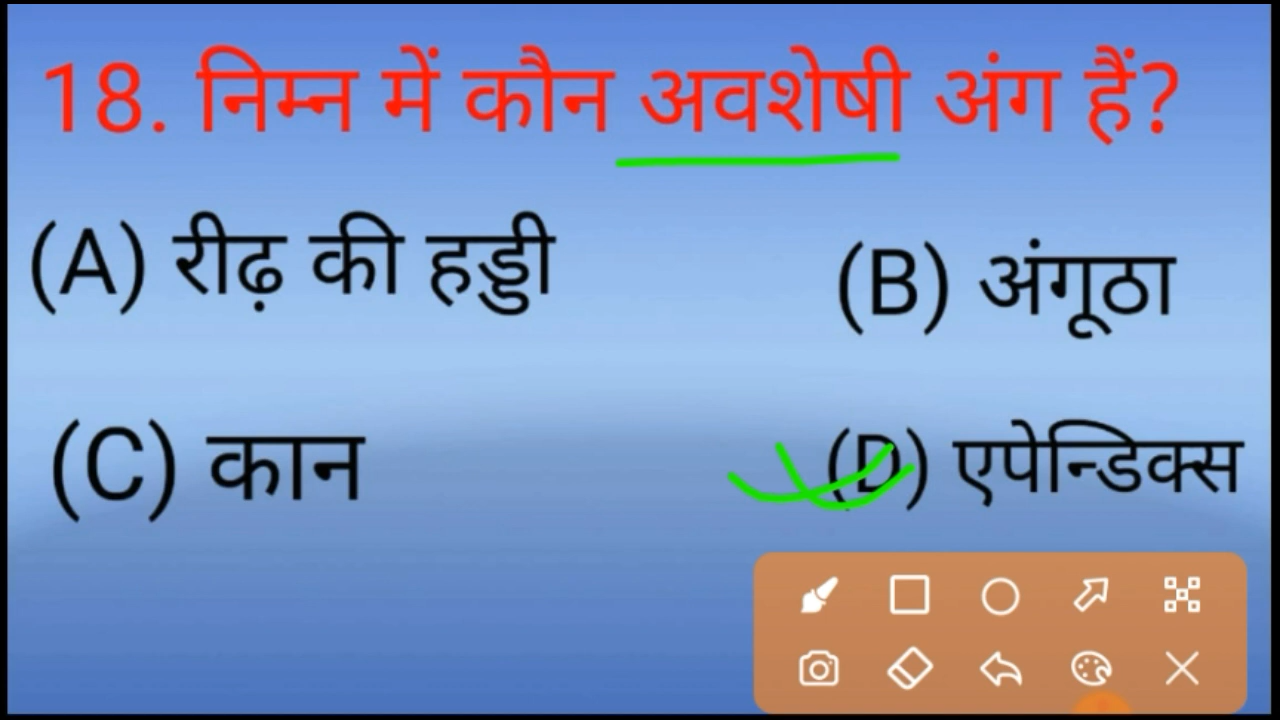 18. निम्न में कौन अवशेषी अंग हैं?
(A) रीढ़ की हड्डी
(B) अंगूठा
(C) कान
(D) एपेन्डिक्स